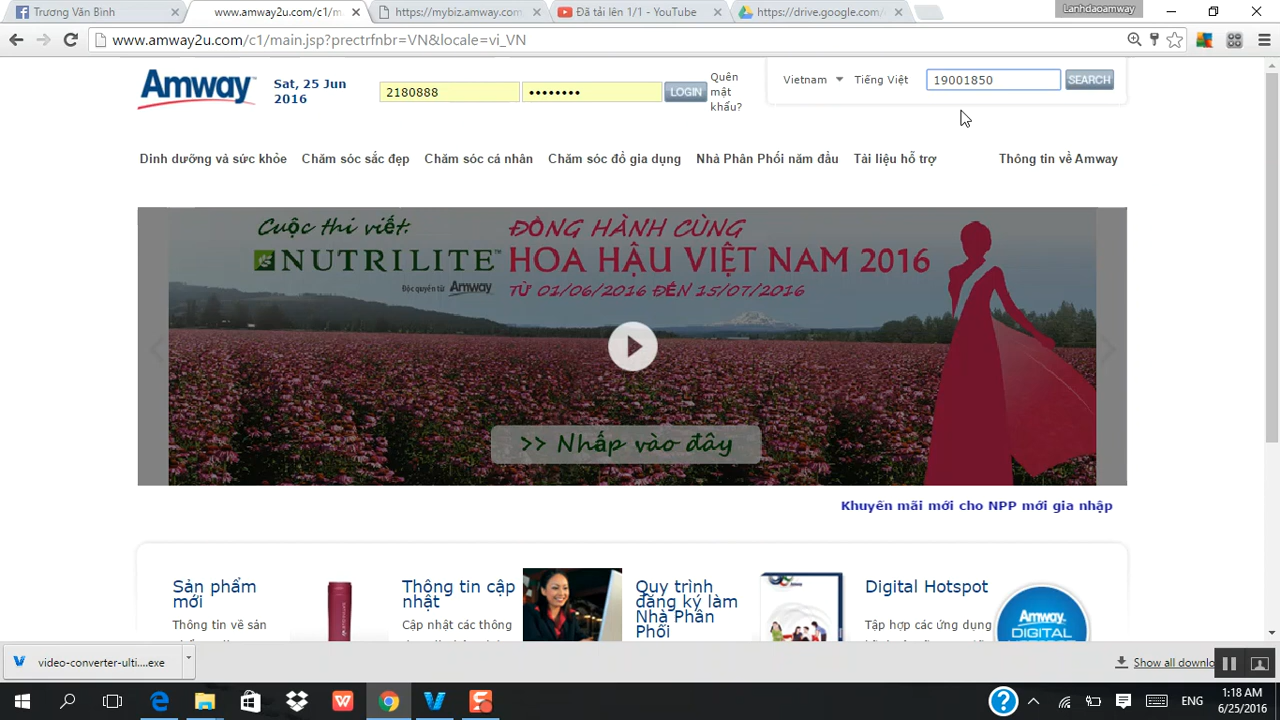 Trương Văn Bình
www.amway2u.com/c1/m
https://mybiz.amway.com
Đã tải lên 1/1 - YouTube
https://drive.google.com/
Lanhdaoamway
www.amway2u.com/c1/main.jsp?prectrfnbr=VN&locale=vi_VN
Amway
Sat, 25 Jun
2016
2180888
••••••••
LOGIN
Quên
mật
khẩu?
Vietnam
Tiếng Việt
19001850
SEARCH
Dinh dưỡng và sức khỏe
Chăm sóc sắc đẹp
Chăm sóc cá nhân
Chăm sóc đồ gia dụng
Nhà Phân Phối năm đầu
Tài liệu hỗ trợ
Thông tin về Amway
Cuộc thi viết:
NUTRILITE™
Độc quyền từ Amway
ĐỒNG HÀNH CÙNG
HOA HẬU VIỆT NAM 2016
TỪ 01/06/2016 ĐẾN 15/07/2016
>> Nhấp vào đây
Khuyến mãi mới cho NPP mới gia nhập
Sản phẩm
mới
Thông tin về sản
Thông tin cập
nhật
Cập nhật các thông
Quy trình
đăng ký làm
Nhà Phân
Phối
Digital Hotspot
Tập hợp các ứng dụng
Amway
DIGITAL
video-converter-ulti....exe
Show all downlo
ENG
1:18 AM
6/25/2016